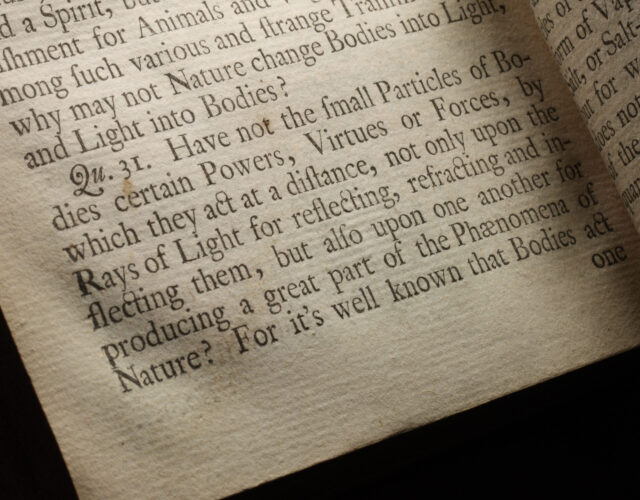 d a Spirit, but
ſhment for Animals and
mong ſuch various and ſtrange
why may not Nature change Bodies into Light,
and Light into Bodies?
Qu. 31. Have not the ſmall Particles of Bo-
dies certain Powers, Virtues or Forces, by
which they act at a diſtance, not only upon the
Rays of Light for reflecting, refracting and in-
flecting them, but alſo upon one another for
producing a great part of the Phænomena of
Nature? For it's well known that Bodies act
one